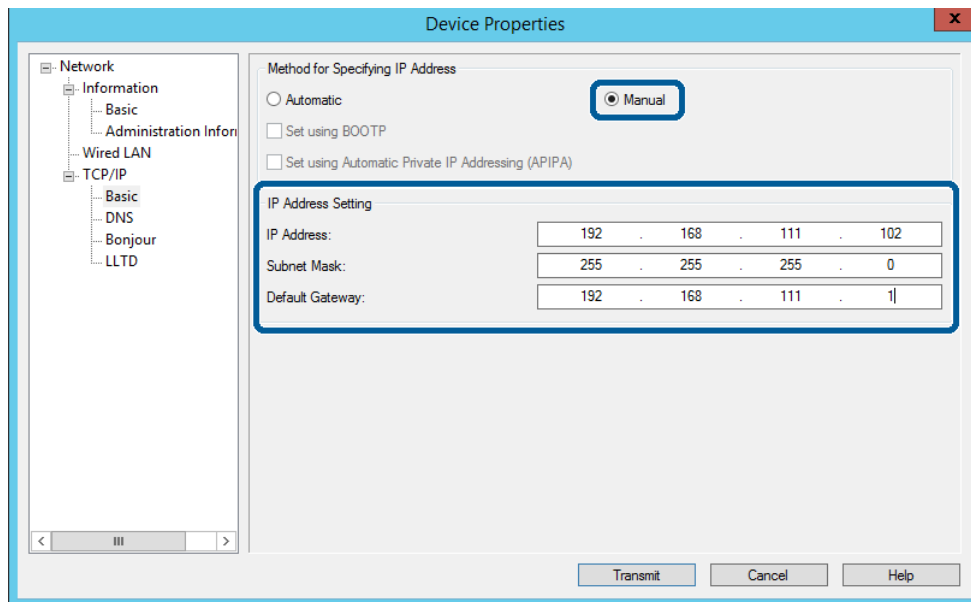 Device Properties
x
Network
Information
Basic
Administration Inforı
Wired LAN
TCP/IP
Basic
DNS
Bonjour
LLTD
Method for Specifying IP Address
Automatic
Manual
Set using BOOTP
Set using Automatic Private IP Addressing (APIPA)
IP Address Setting
IP Address: 192 . 168 . 111 . 102
Subnet Mask: 255 . 255 . 255 . 0
Default Gateway: 192 . 168 . 111 . 1
Transmit Cancel Help